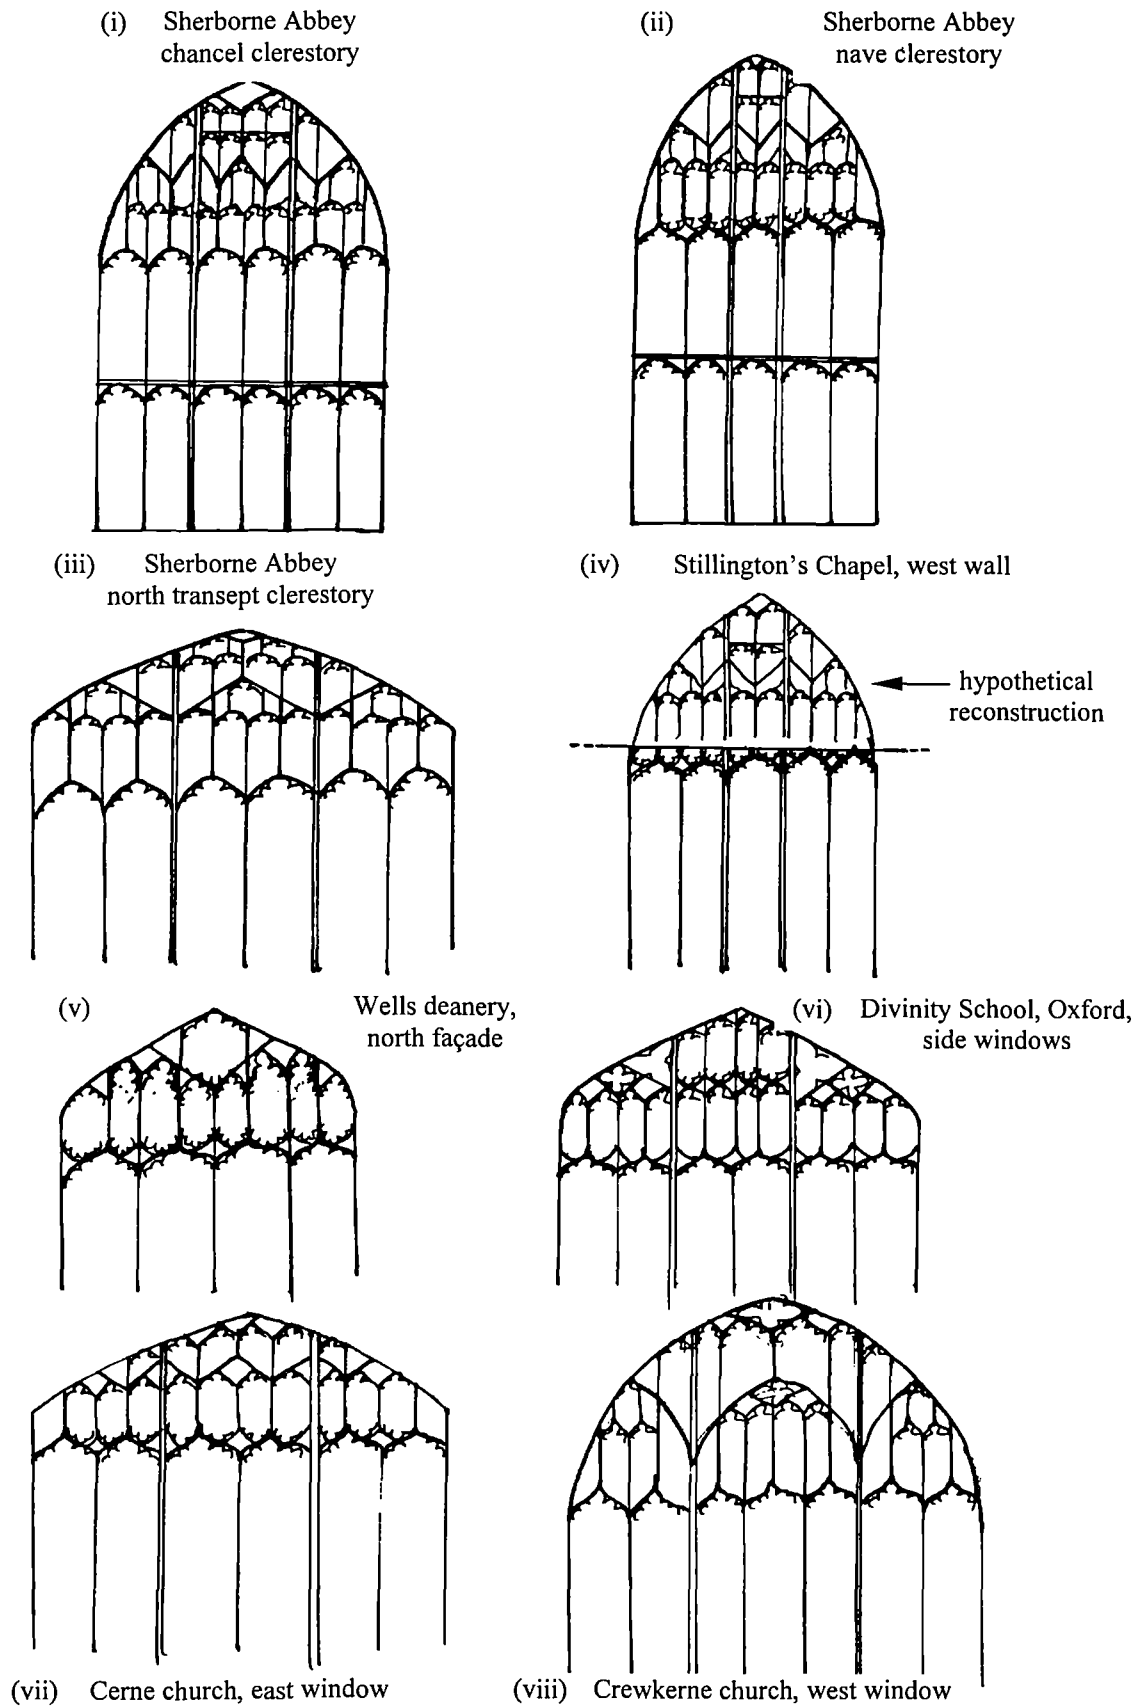 (i) Sherborne Abbey
chancel clerestory
(ii) Sherborne Abbey
nave clerestory
(iii) Sherborne Abbey
north transept clerestory
(iv) Stillington's Chapel, west wall
hypothetical
reconstruction
(v) Wells deanery,
north façade
(vi) Divinity School, Oxford,
side windows
(vii) Cerne church, east window
(viii) Crewkerne church, west window